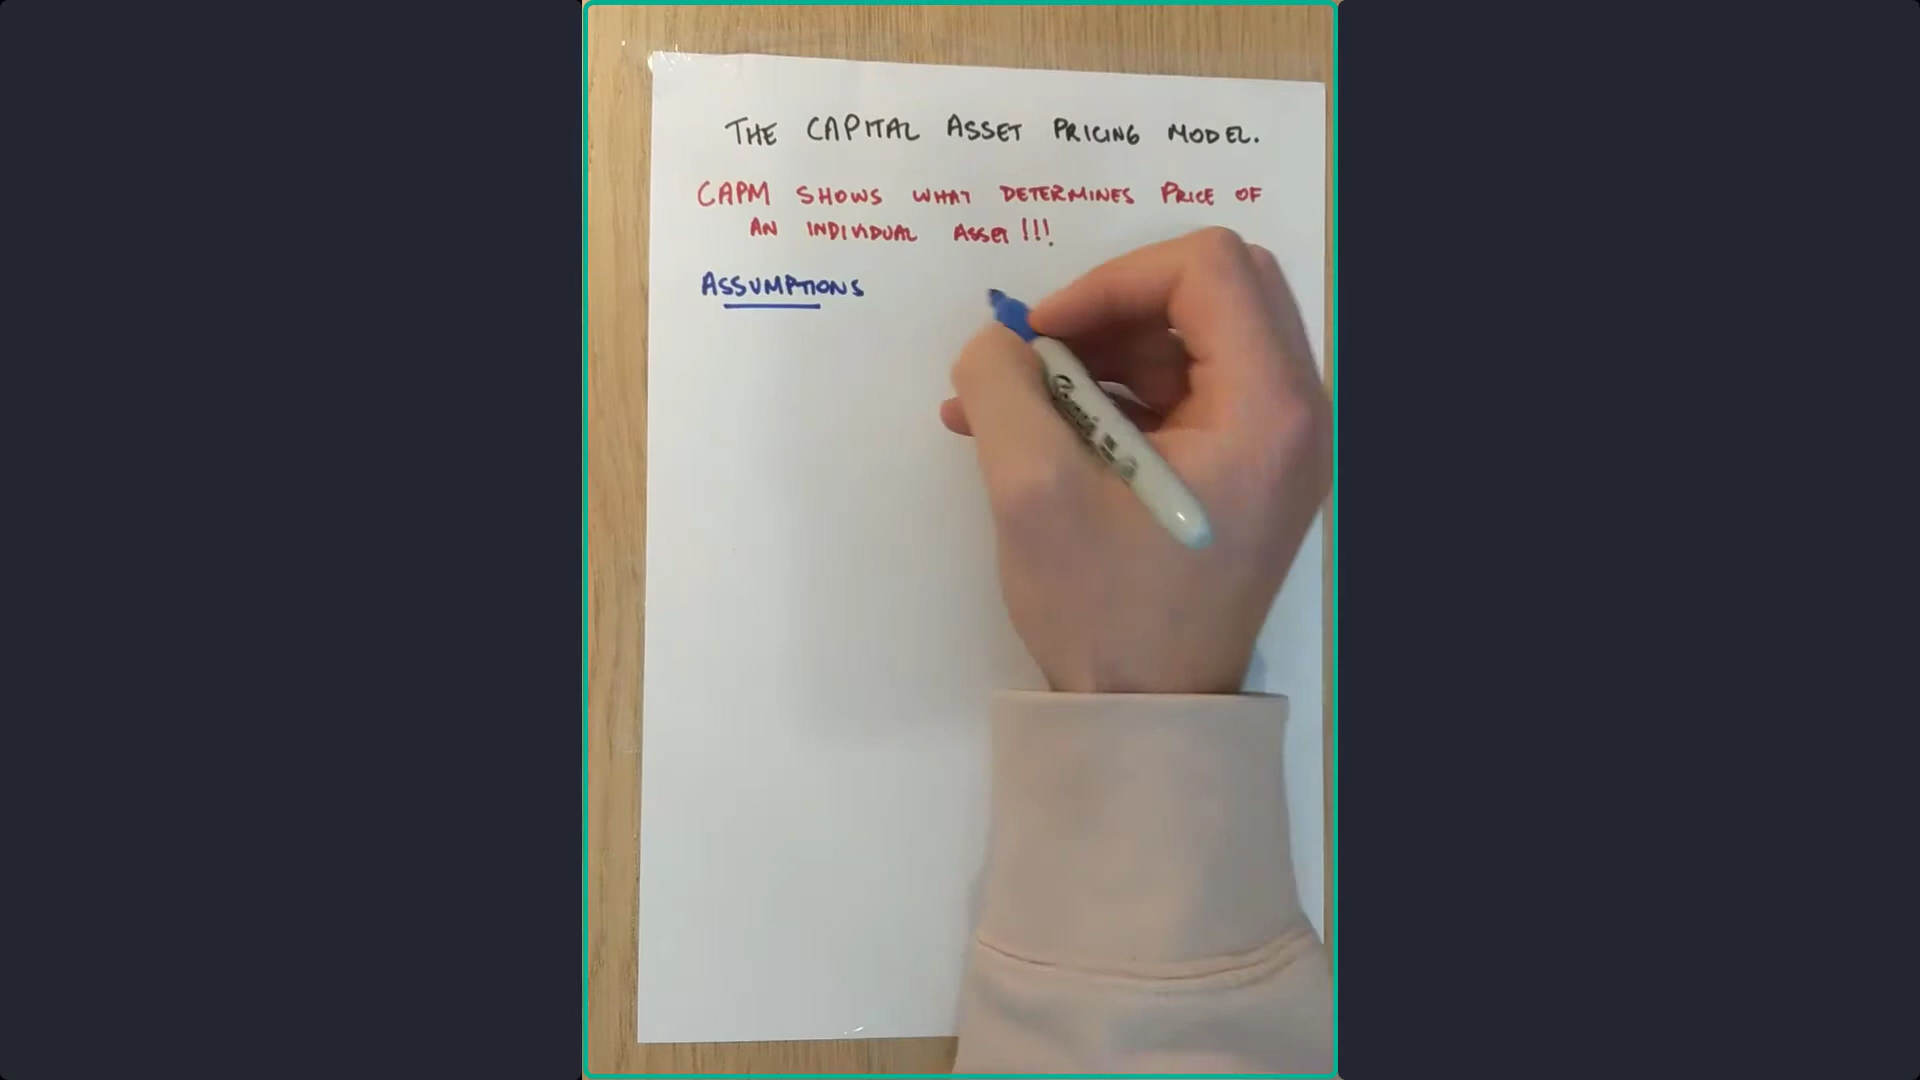 THE CAPITAL ASSET PRICING MODEL.
CAPM SHOWS WHAT DETERMINES PRICE OF
AN INDIVIDUAL ASSET!!!
ASSUMPTIONS